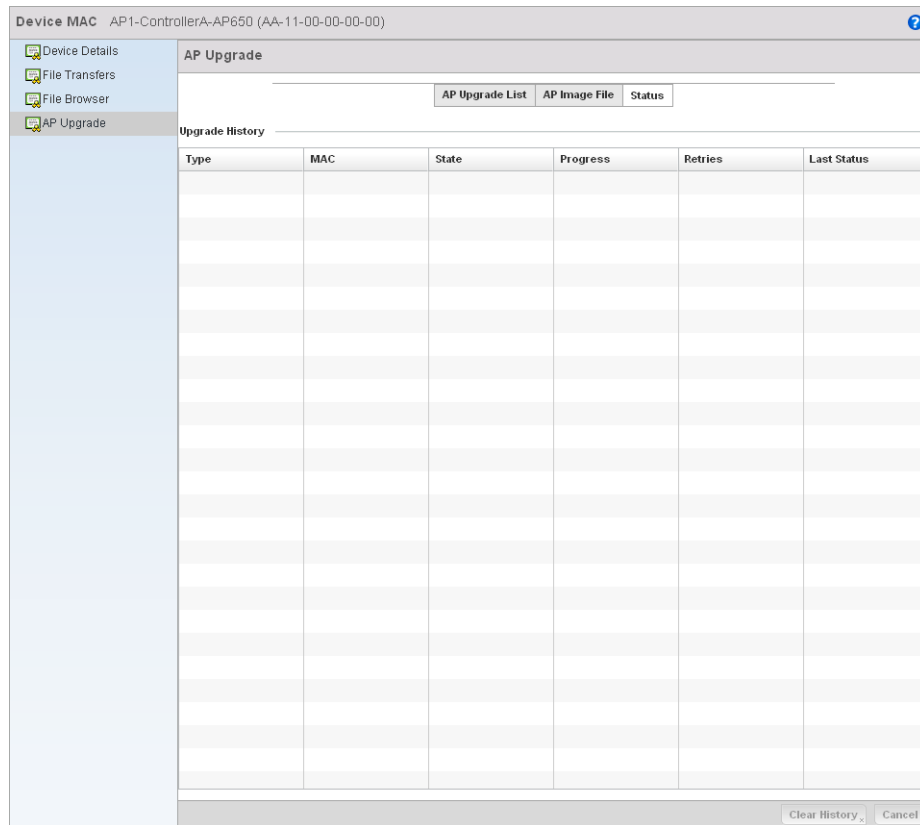 Device MAC AP1-ControllerA-AP650 (AA-11-00-00-00-00)
?
Device Details
File Transfers
File Browser
AP Upgrade
AP Upgrade
AP Upgrade List AP Image File Status
Upgrade History
Type MAC State Progress Retries Last Status
Clear History Cancel